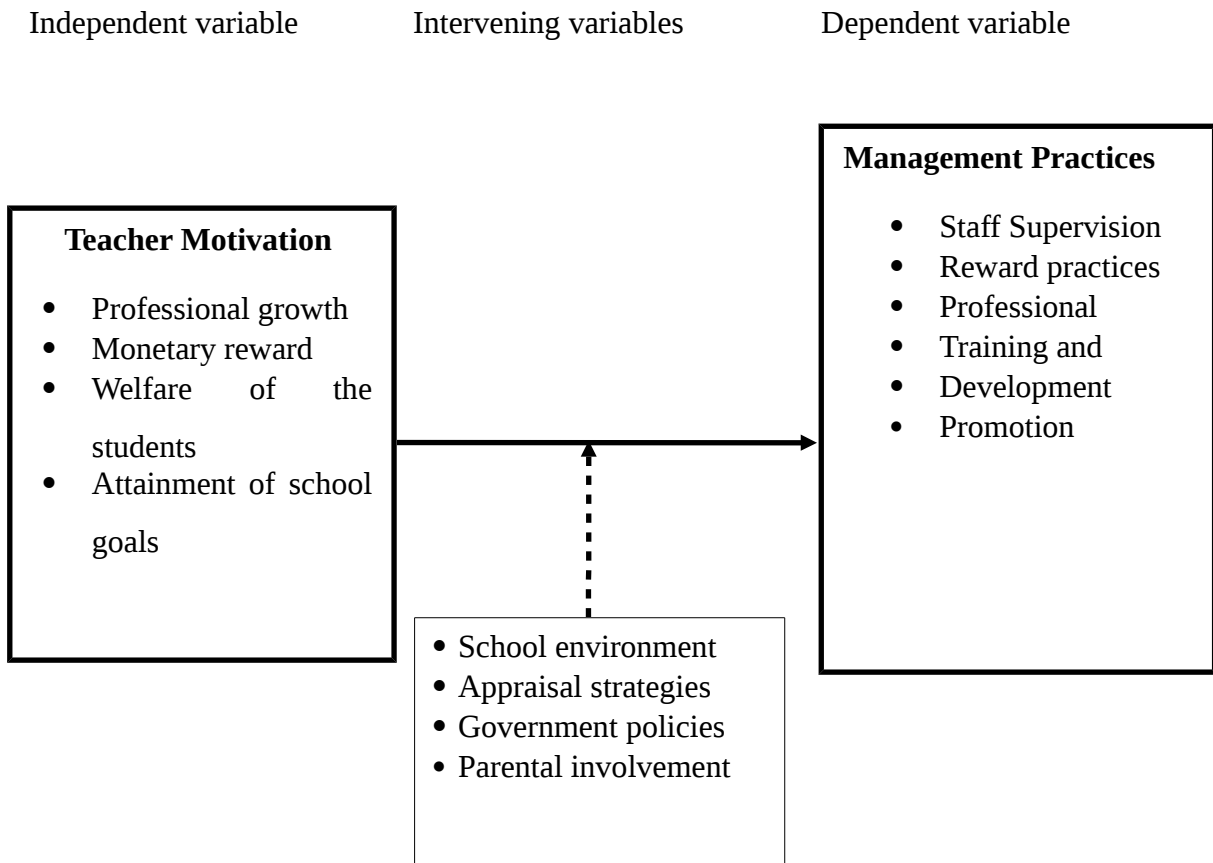 Independent variable
Intervening variables
Dependent variable
Teacher Motivation
• Professional growth
• Monetary reward
• Welfare of the
students
• Attainment of school
goals
• School environment
• Appraisal strategies
• Government policies
• Parental involvement
Management Practices
• Staff Supervision
• Reward practices
• Professional
• Training and
• Development
• Promotion